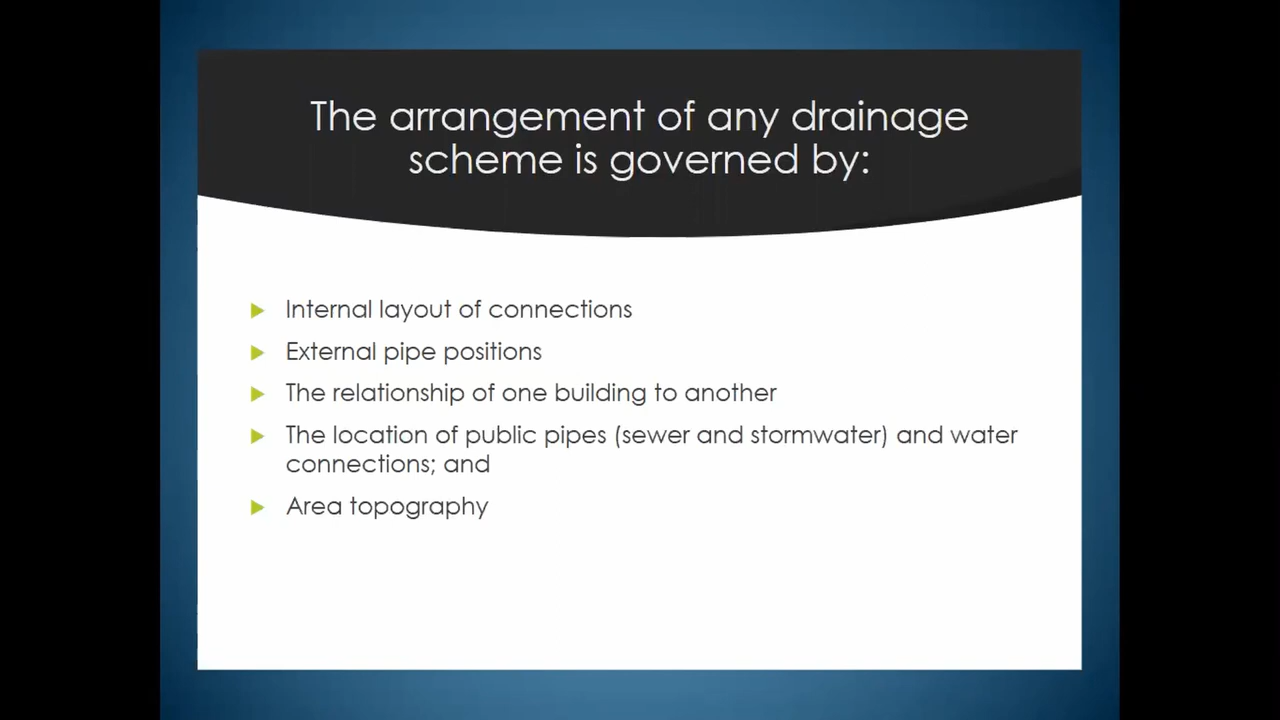 The arrangement of any drainage
scheme is governed by:
Internal layout of connections
External pipe positions
The relationship of one building to another
The location of public pipes (sewer and stormwater) and water
connections; and
Area topography